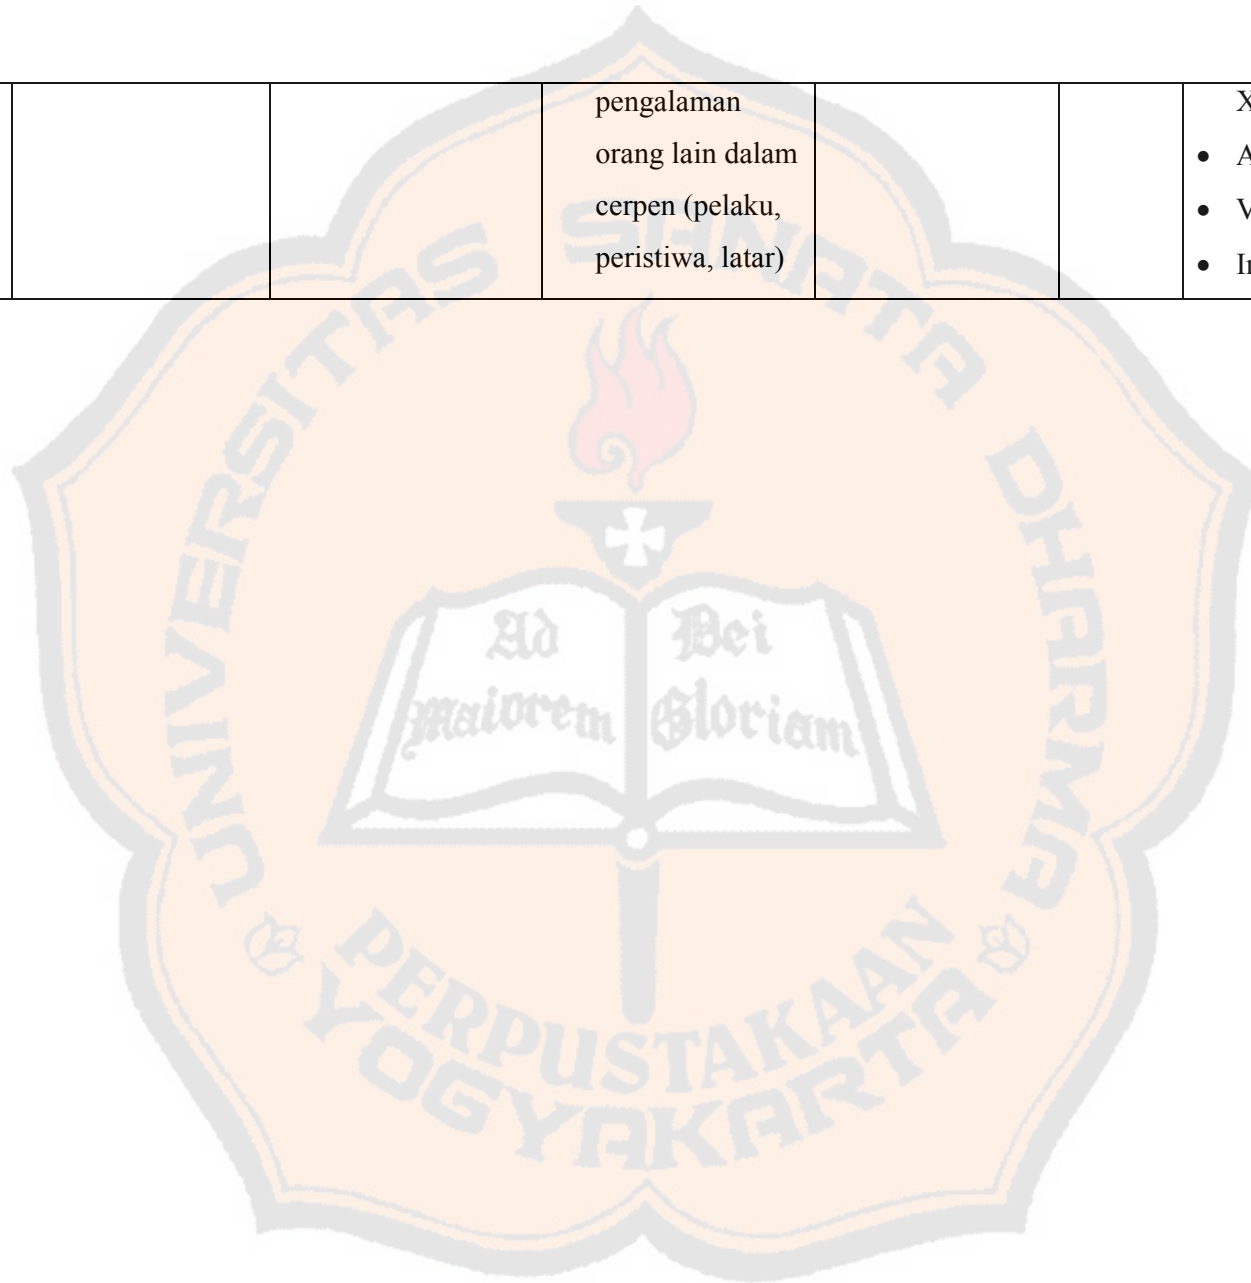 pengalaman
orang lain dalam
cerpen (pelaku,
peristiwa, latar)
X
• A
• V
•
UNIVERSITAS SANATA DHARMA
Ad
Maiorem
Dei
Gloriam
PERPUSTAKAAN
YOGYAKARTA